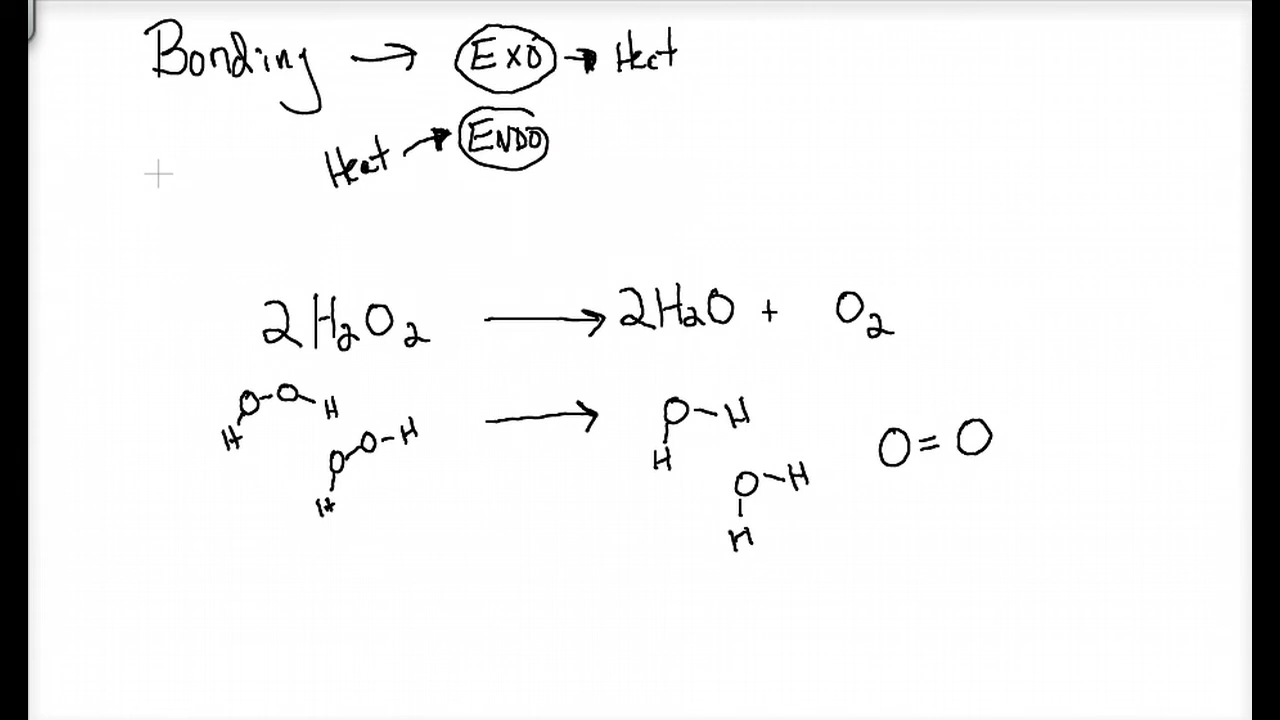 Bonding → EXO → Heat
Heat → ENDO
2H₂O₂ → 2H₂O + O₂
O-O H → O-H O=O
H O-O-H H O-H
H H